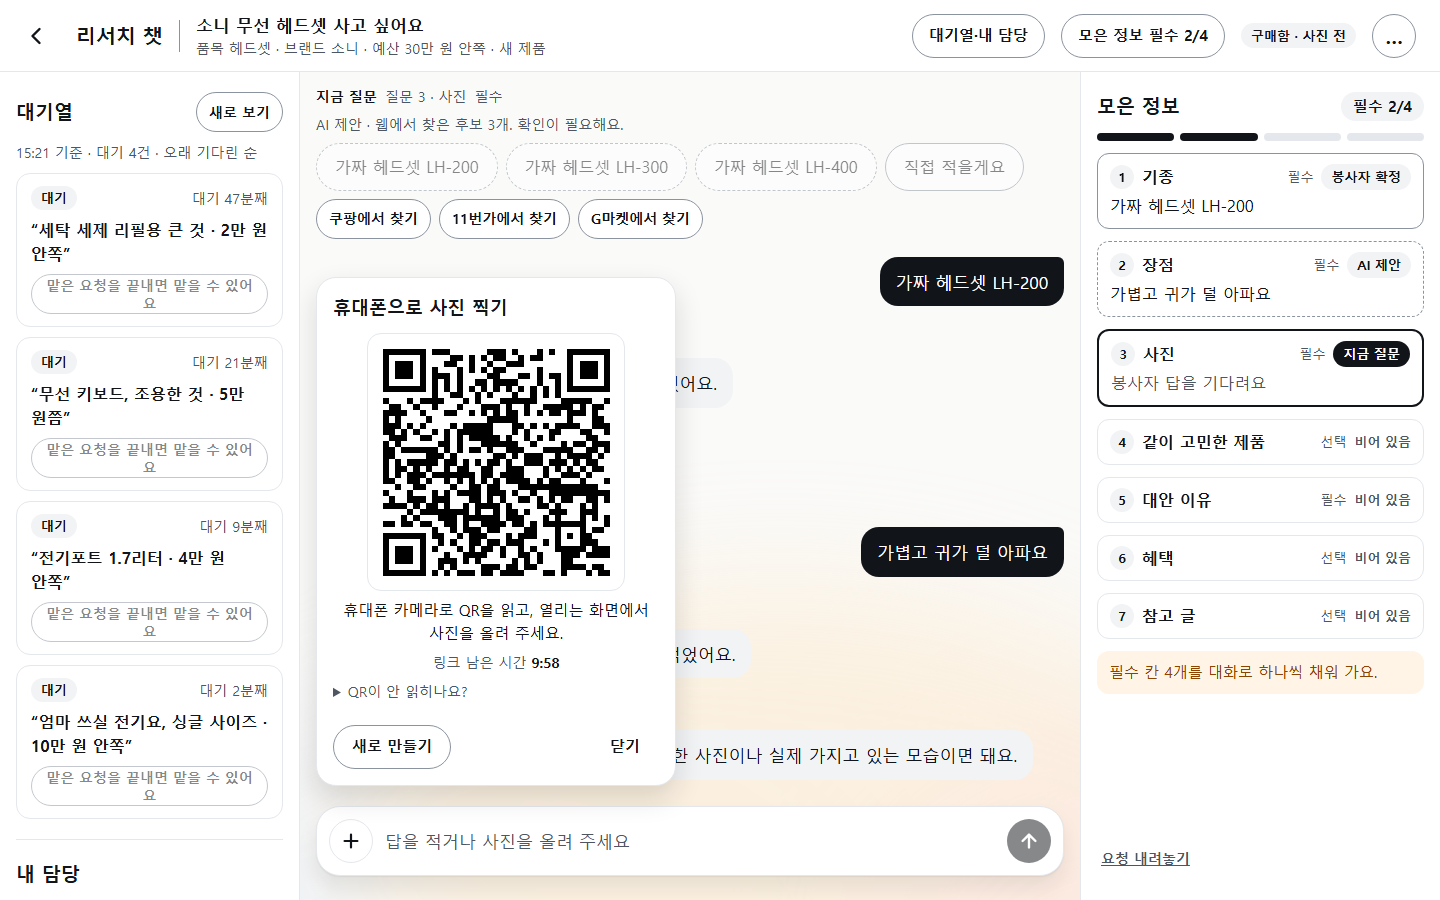 리서치 챗
소니 무선 헤드셋 사고 싶어요
품목 헤드셋 · 브랜드 소니 · 예산 30만 원 안쪽 · 새 제품
대기열·내 담당
모은 정보 필수 2/4
구매함 · 사진 전
...
대기열
새로 보기
15:21 기준 · 대기 4건 · 오래 기다린 순
대기
대기 47분째
“세탁 세제 리필용 큰 것 · 2만 원
안쪽”
맡은 요청을 끝내면 맡을 수 있어
요
대기
대기 21분째
“무선 키보드, 조용한 것 · 5만
원쯤”
맡은 요청을 끝내면 맡을 수 있어
요
대기
대기 9분째
“전기포트 1.7리터 · 4만 원
안쪽”
맡은 요청을 끝내면 맡을 수 있어
요
대기
대기 2분째
“엄마 쓰실 전기요, 싱글 사이즈 ·
10만 원 안쪽”
맡은 요청을 끝내면 맡을 수 있어
요
내 담당
지금 질문 질문 3 · 사진 필수
AI 제안 · 웹에서 찾은 후보 3개. 확인이 필요해요.
가짜 헤드셋 LH-200
가짜 헤드셋 LH-300
가짜 헤드셋 LH-400
직접 적을게요
쿠팡에서 찾기
11번가에서 찾기
G마켓에서 찾기
가짜 헤드셋 LH-200
어요.
가볍고 귀가 덜 아파요
었어요.
한 사진이나 실제 가지고 있는 모습이면 돼요.
휴대폰으로 사진 찍기
휴대폰 카메라로 QR을 읽고, 열리는 화면에서
사진을 올려 주세요.
링크 남은 시간 9:58
QR이 안 읽히나요?
새로 만들기
닫기
답을 적거나 사진을 올려 주세요
모은 정보
필수 2/4
1 기종 필수 봉사자 확정
가짜 헤드셋 LH-200
2 장점 필수 AI 제안
가볍고 귀가 덜 아파요
3 사진 필수 지금 질문
봉사자 답을 기다려요
4 같이 고민한 제품 선택 비어 있음
5 대안 이유 필수 비어 있음
6 혜택 선택 비어 있음
7 참고 글 선택 비어 있음
필수 칸 4개를 대화로 하나씩 채워 가요.
요청 내려놓기